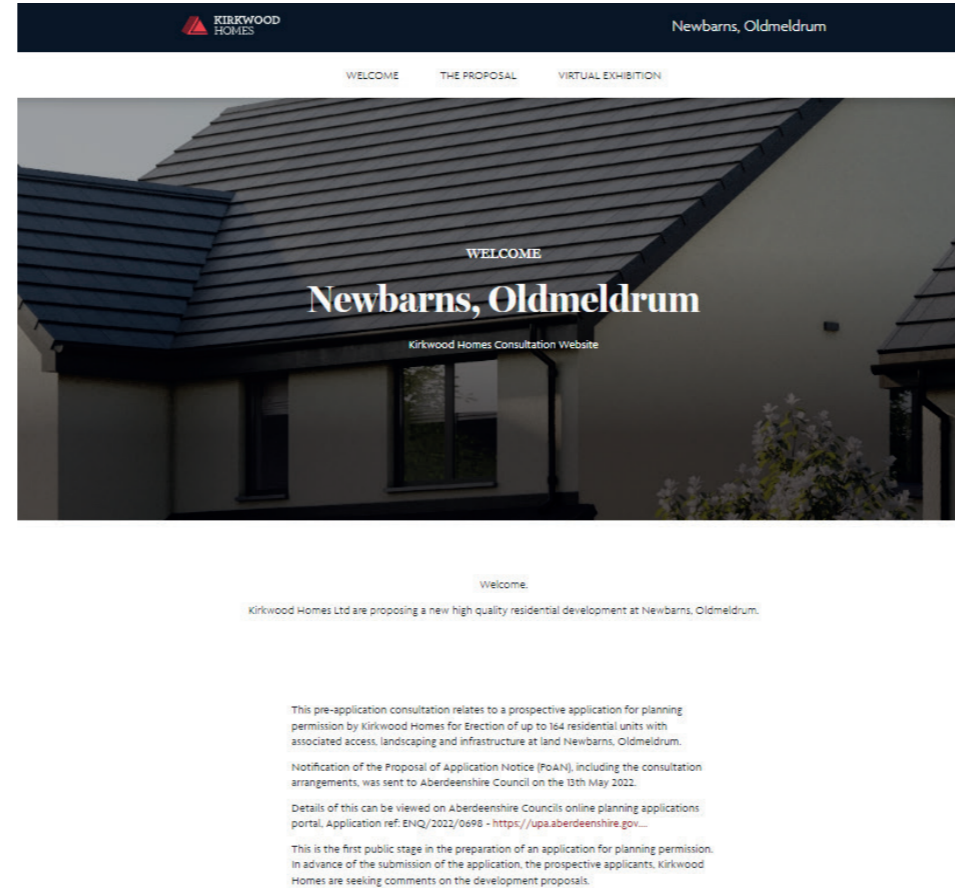 KIRKWOOD
HOMES
Newbarns, Oldmeldrum
WELCOME THE PROPOSAL VIRTUAL EXHIBITION
WELCOME
Newbarns, Oldmeldrum
Kirkwood Homes Consultation Website
Welcome.
Kirkwood Homes Ltd are proposing a new high quality residential development at Newbarns, Oldmeldrum.
This pre-application consultation relates to a prospective application for planning
permission by Kirkwood Homes for Erection of up to 164 residential units with
associated access, landscaping and infrastructure at land Newbarns, Oldmeldrum.
Notification of the Proposal of Application Notice (PoAN), including the consultation
arrangements, was sent to Aberdeenshire Council on the 13th May 2022.
Details of this can be viewed on Aberdeenshire Councils online planning applications
portal, Application ref: ENQ/2022/0698 - https://upa.aberdeenshire.gov....
This is the first public stage in the preparation of an application for planning permission.
In advance of the submission of the application, the prospective applicants, Kirkwood
Homes are seeking comments on the development proposals.